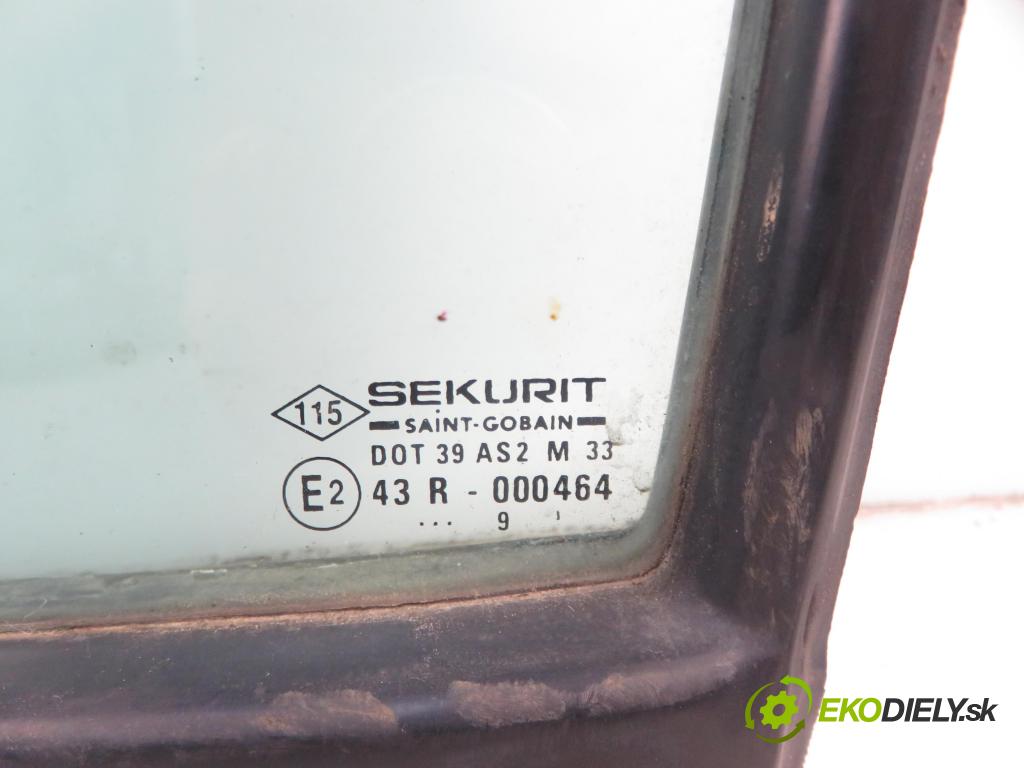 115 SEKURIT
SAINT-GOBAIN
DOT 39 AS2 M 33
E2 43 R - 000464
... 9 '
EKODIELY.sk